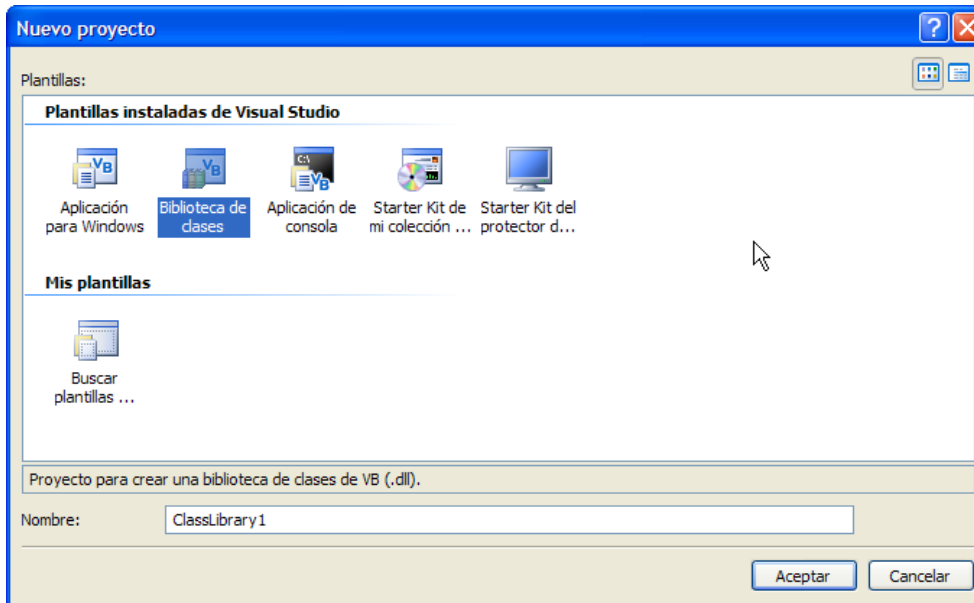 Nuevo proyecto
Plantillas:
Plantillas instaladas de Visual Studio
Aplicación para Windows
Biblioteca de clases
Aplicación de consola
Starter Kit de mi colección ...
Starter Kit del protector d...
Mis plantillas
Buscar plantillas ...
Proyecto para crear una biblioteca de clases de VB (.dll).
Nombre: ClassLibrary1
Aceptar Cancelar